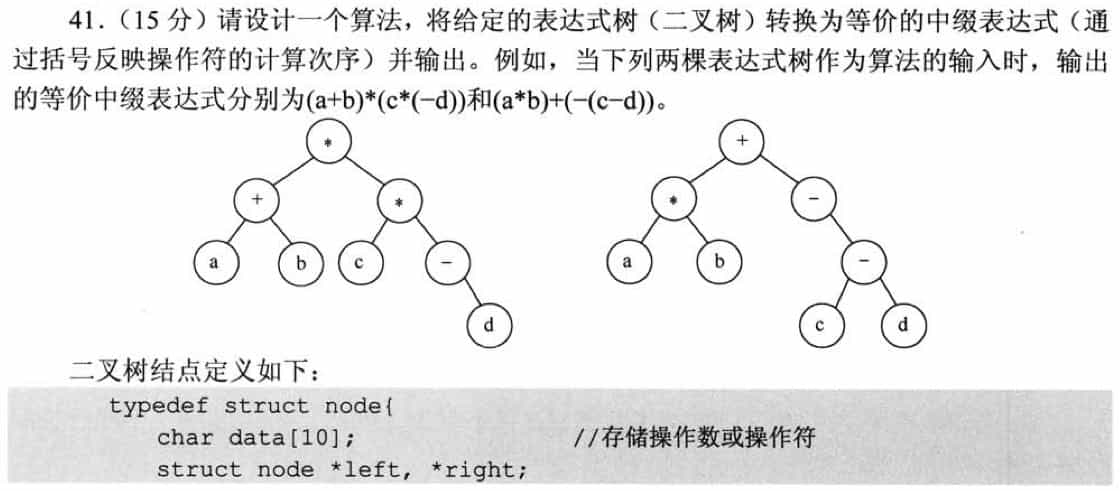 41.（15 分）请设计一个算法，将给定的表达式树（二叉树）转换为等价的中缀表达式（通
过括号反映操作符的计算次序）并输出。例如，当下列两棵表达式树作为算法的输入时，输出
的等价中缀表达式分别为(a+b)*(c*(−d))和(a*b)+(−(c−d))。
* +
+ * * −
a b c − a b −
d c d
二叉树结点定义如下：
typedef struct node{
char data[10]; //存储操作数或操作符
struct node *left, *right;